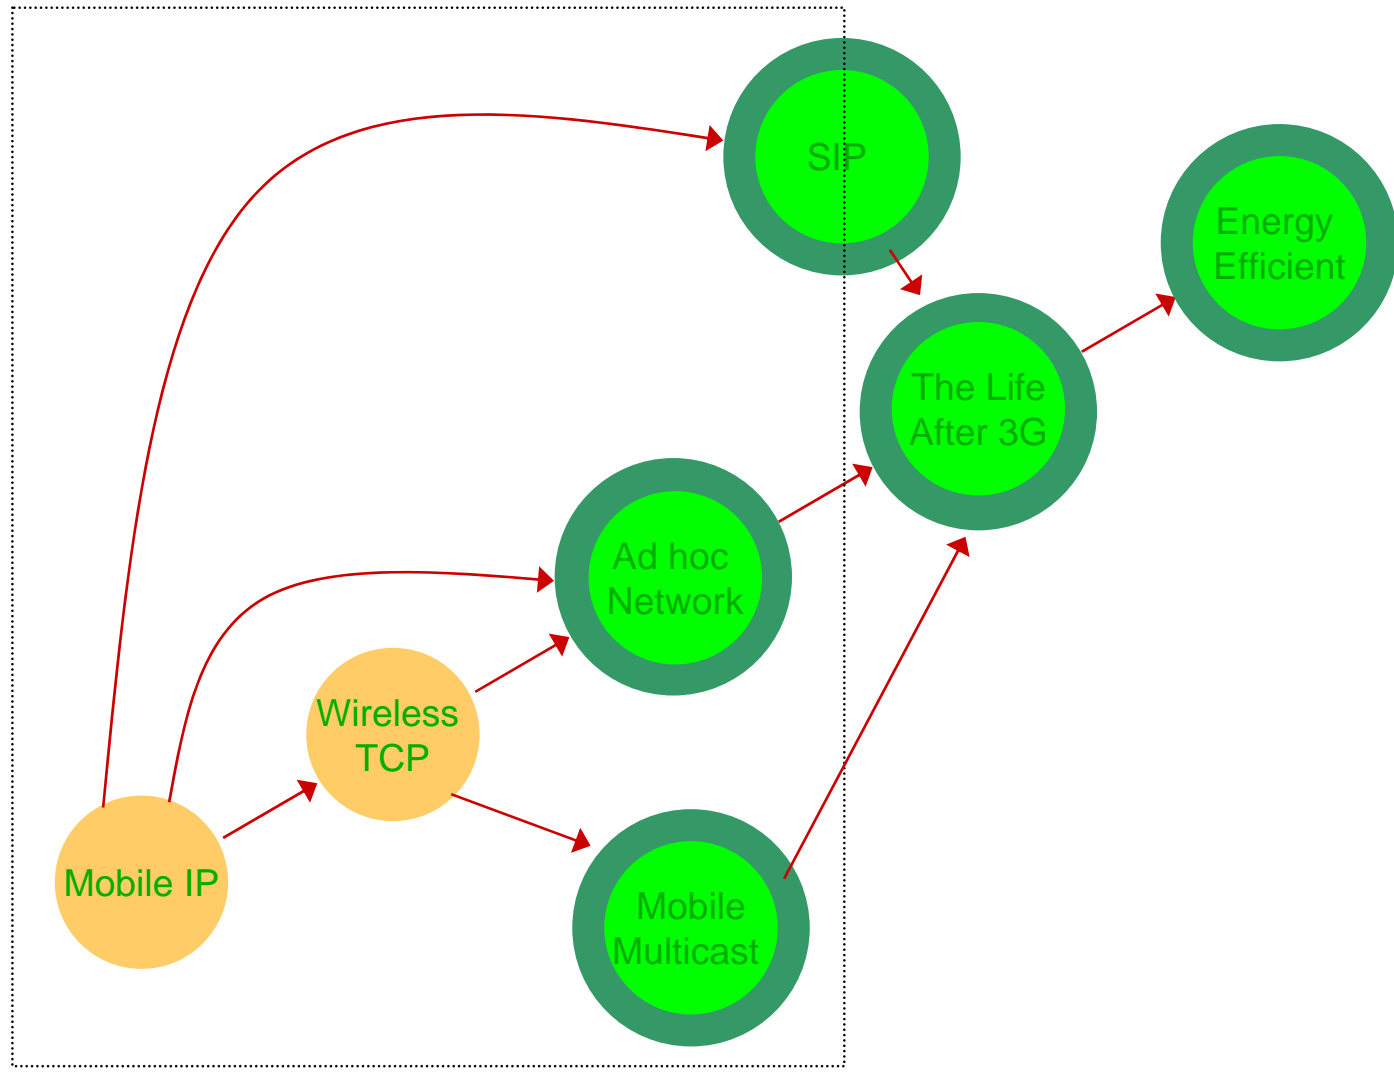 SIP
Energy
Efficient
The Life
After 3G
Ad hoc
Network
Wireless
TCP
Mobile IP
Mobile
Multicast